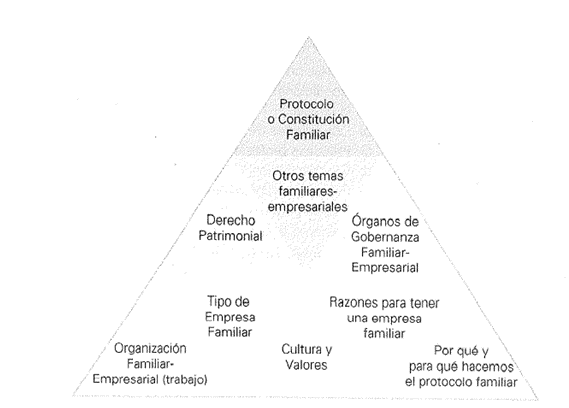 Protocolo
o Constitución
Familiar
Otros temas
familiares-
empresariales
Derecho
Patrimonial
Órganos de
Gobernanza
Familiar-
Empresarial
Tipo de
Empresa
Familiar
Razones para tener
una empresa
familiar
Organización
Familiar-
Empresarial (trabajo)
Cultura y
Valores
Por qué y
para qué hacemos
el protocolo familiar